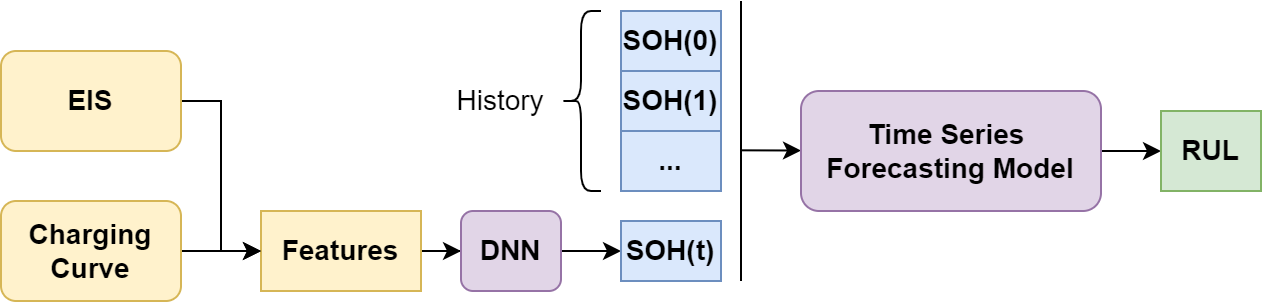 EIS
Charging
Curve
Features
DNN
History
SOH(0)
SOH(1)
...
SOH(t)
Time Series
Forecasting Model
RUL